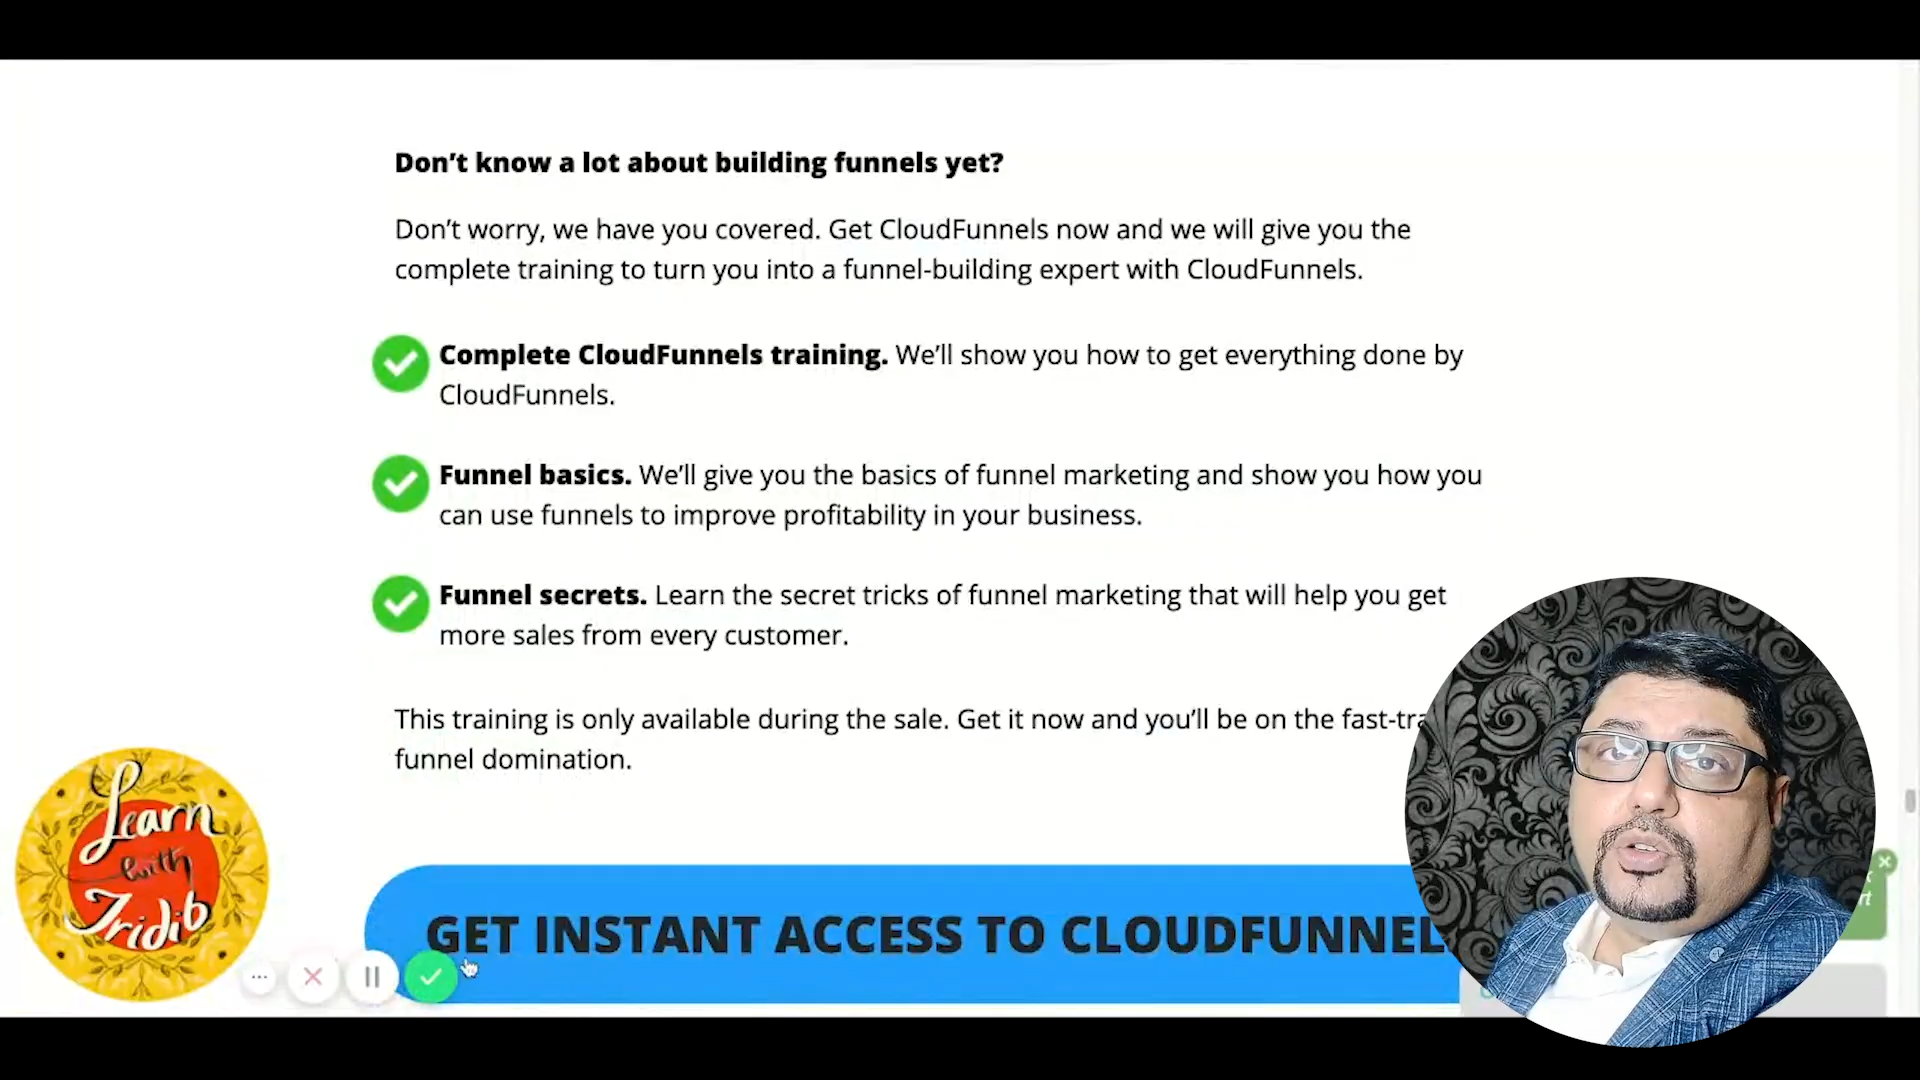 Don’t know a lot about building funnels yet?
Don’t worry, we have you covered. Get CloudFunnels now and we will give you the
complete training to turn you into a funnel-building expert with CloudFunnels.
Complete CloudFunnels training. We’ll show you how to get everything done by
CloudFunnels.
Funnel basics. We’ll give you the basics of funnel marketing and show you how you
can use funnels to improve profitability in your business.
Funnel secrets. Learn the secret tricks of funnel marketing that will help you get
more sales from every customer.
This training is only available during the sale. Get it now and you’ll be on the fast-tra
funnel domination.
GET INSTANT ACCESS TO CLOUDFUNNEL
Learn
with
Tridib